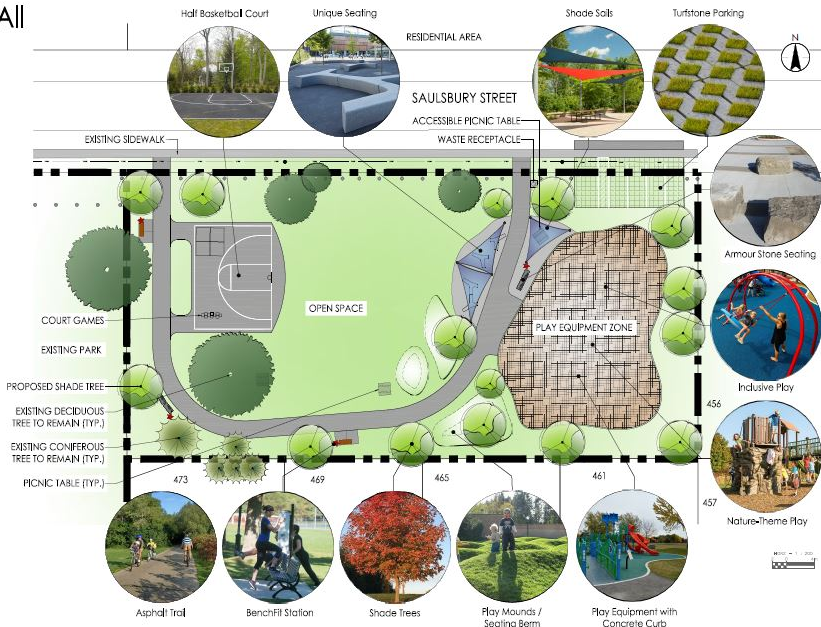 All
Half Basketball Court
Unique Seating
RESIDENTIAL AREA
Shade Sails
Turfstone Parking
N
SAULSBURY STREET
ACCESSIBLE PICNIC TABLE
WASTE RECEPTACLE
EXISTING SIDEWALK
Armour Stone Seating
OPEN SPACE
COURT GAMES
PLAY EQUIPMENT ZONE
EXISTING PARK
PROPOSED SHADE TREE
Inclusive Play
456
EXISTING DECIDUOUS
TREE TO REMAIN (TYP.)
EXISTING CONIFEROUS
TREE TO REMAIN (TYP.)
PICNIC TABLE (TYP.)
473
469
465
461
457
Nature-Theme Play
Asphalt Trail
BenchFit Station
Shade Trees
Play Mounds /
Seating Berm
Play Equipment with
Concrete Curb